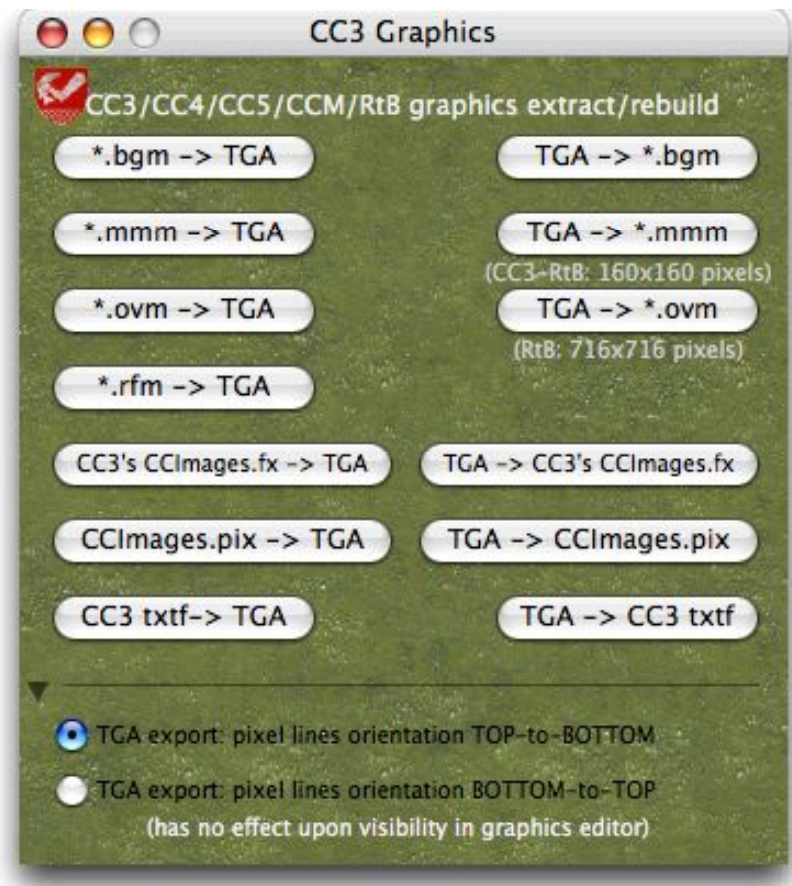 CC3 Graphics
CC3/CC4/CC5/CCM/RtB graphics extract/rebuild
*.bgm -> TGA
TGA -> *.bgm
*.mmm -> TGA
TGA -> *.mmm
(CC3-RtB: 160x160 pixels)
*.ovm -> TGA
TGA -> *.ovm
(RtB: 716x716 pixels)
*.rfm -> TGA
CC3's CCImages.fx -> TGA
TGA -> CC3's CCImages.fx
CCImages.pix -> TGA
TGA -> CCImages.pix
CC3 txtf-> TGA
TGA -> CC3 txtf
TGA export: pixel lines orientation TOP-to-BOTTOM
TGA export: pixel lines orientation BOTTOM-to-TOP
(has no effect upon visibility in graphics editor)